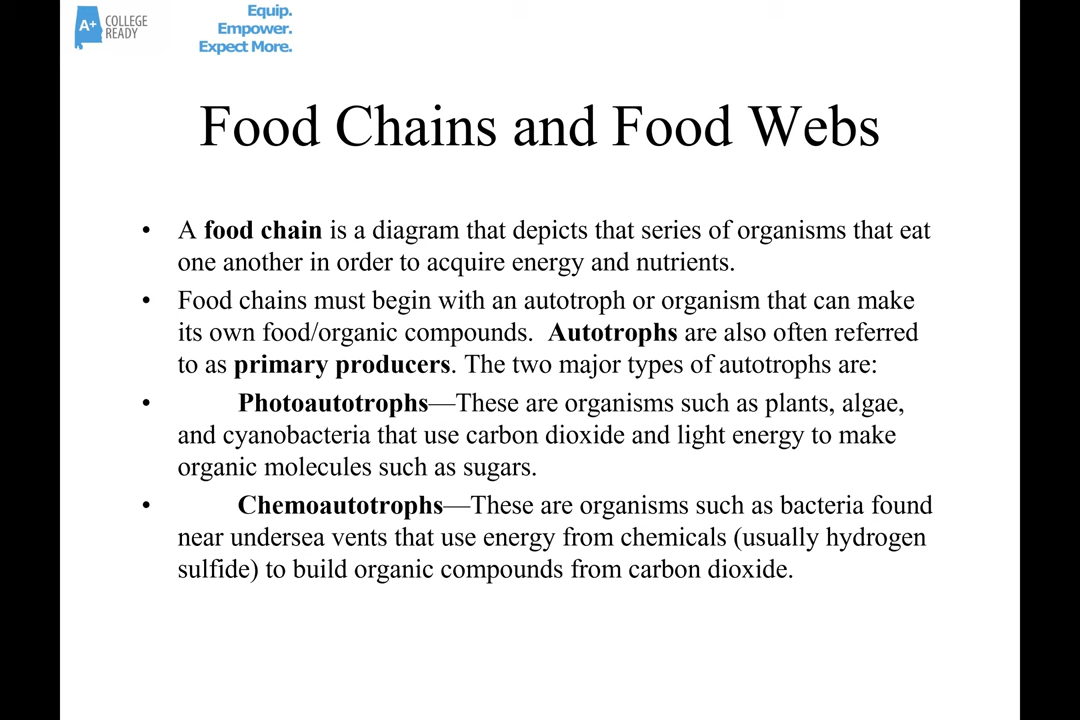 A+ COLLEGE
READY
Equip.
Empower.
Expect More.
Food Chains and Food Webs
• A food chain is a diagram that depicts that series of organisms that eat
one another in order to acquire energy and nutrients.
• Food chains must begin with an autotroph or organism that can make
its own food/organic compounds. Autotrophs are also often referred
to as primary producers. The two major types of autotrophs are:
• Photoautotrophs—These are organisms such as plants, algae,
and cyanobacteria that use carbon dioxide and light energy to make
organic molecules such as sugars.
• Chemoautotrophs—These are organisms such as bacteria found
near undersea vents that use energy from chemicals (usually hydrogen
sulfide) to build organic compounds from carbon dioxide.